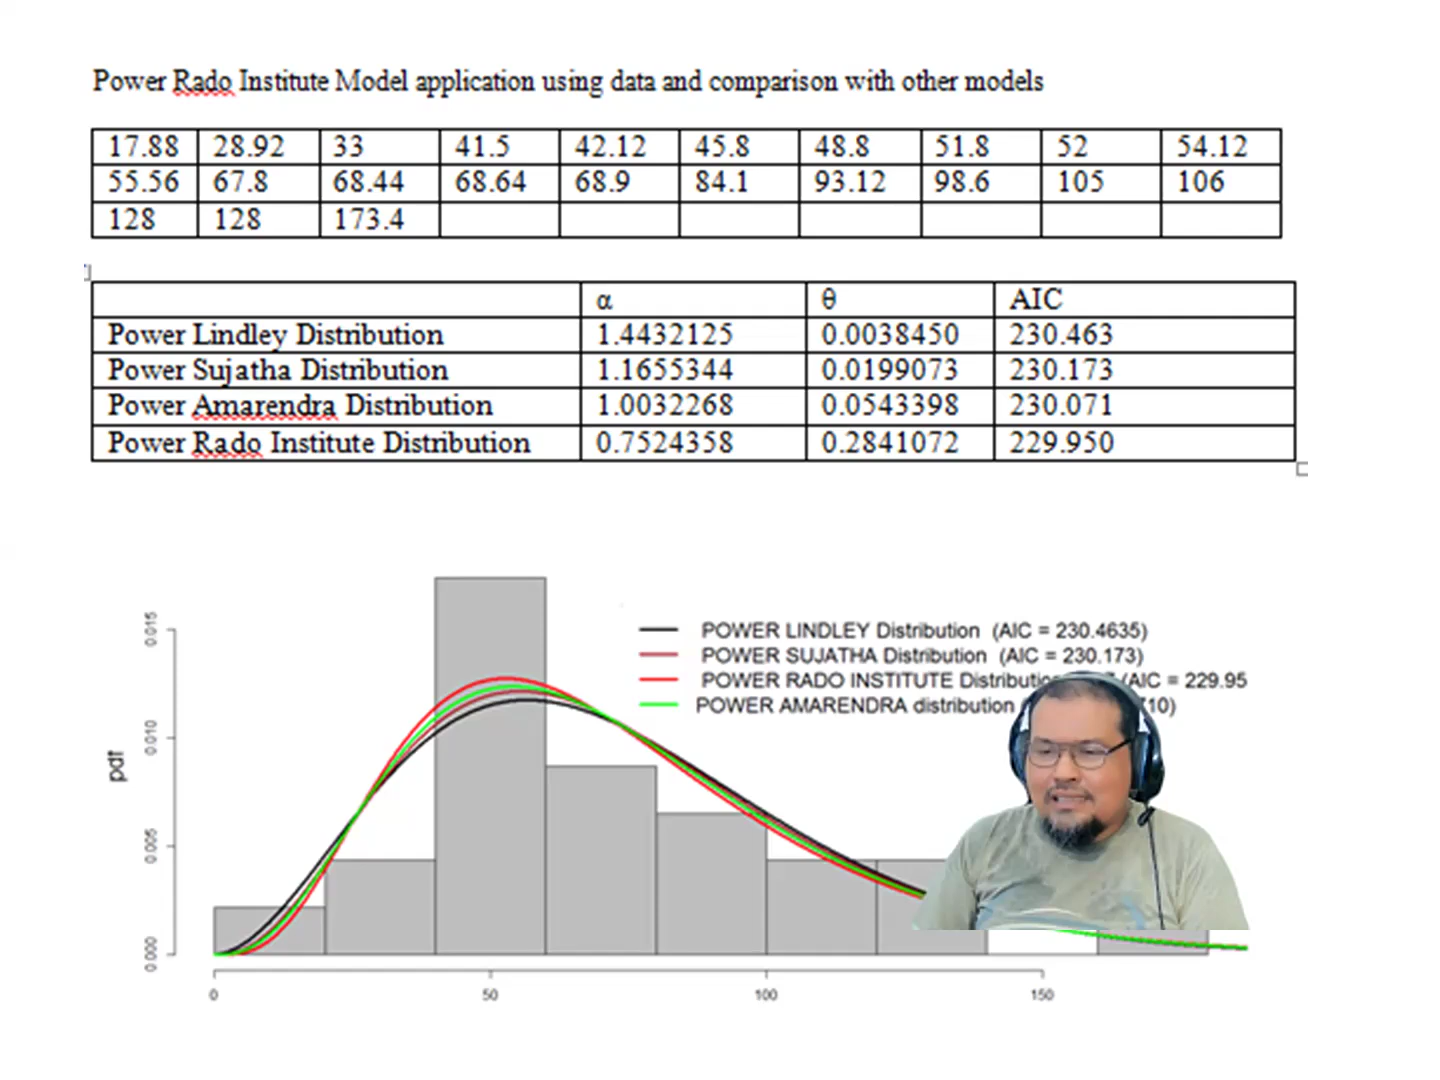 Power Rado Institute Model application using data and comparison with other models
17.88 28.92 33 41.5 42.12 45.8 48.8 51.8 52 54.12
55.56 67.8 68.44 68.64 68.9 84.1 93.12 98.6 105 106
128 128 173.4
α θ AIC
Power Lindley Distribution 1.4432125 0.0038450 230.463
Power Sujatha Distribution 1.1655344 0.0199073 230.173
Power Amarendra Distribution 1.0032268 0.0543398 230.071
Power Rado Institute Distribution 0.7524358 0.2841072 229.950
POWER LINDLEY Distribution (AIC = 230.4635)
POWER SUJATHA Distribution (AIC = 230.173)
POWER RADO INSTITUTE (AIC = 229.95
POWER AMARENDRA distribution
pdf
0.015
0.010
0.005
0.000
0 50 100 150